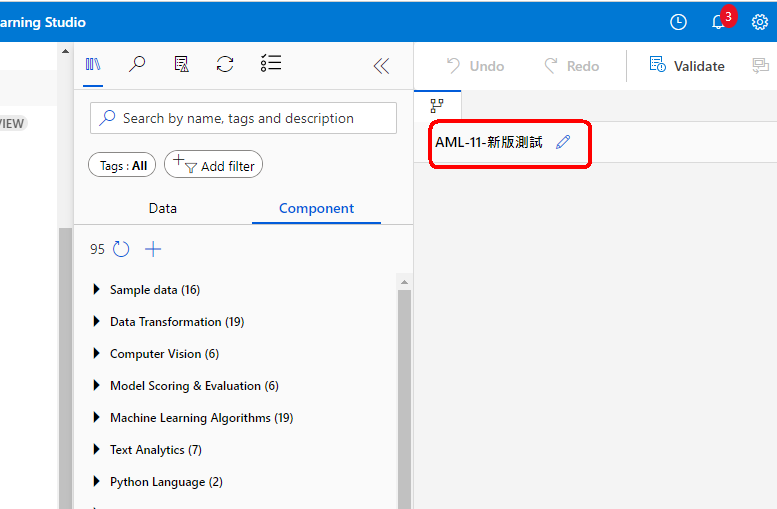 arning Studio
3
VIEW
Undo
Redo
Validate
Search by name, tags and description
AML-11-新版測試
Tags : All
Add filter
Data
Component
95
Sample data (16)
Data Transformation (19)
Computer Vision (6)
Model Scoring & Evaluation (6)
Machine Learning Algorithms (19)
Text Analytics (7)
Python Language (2)